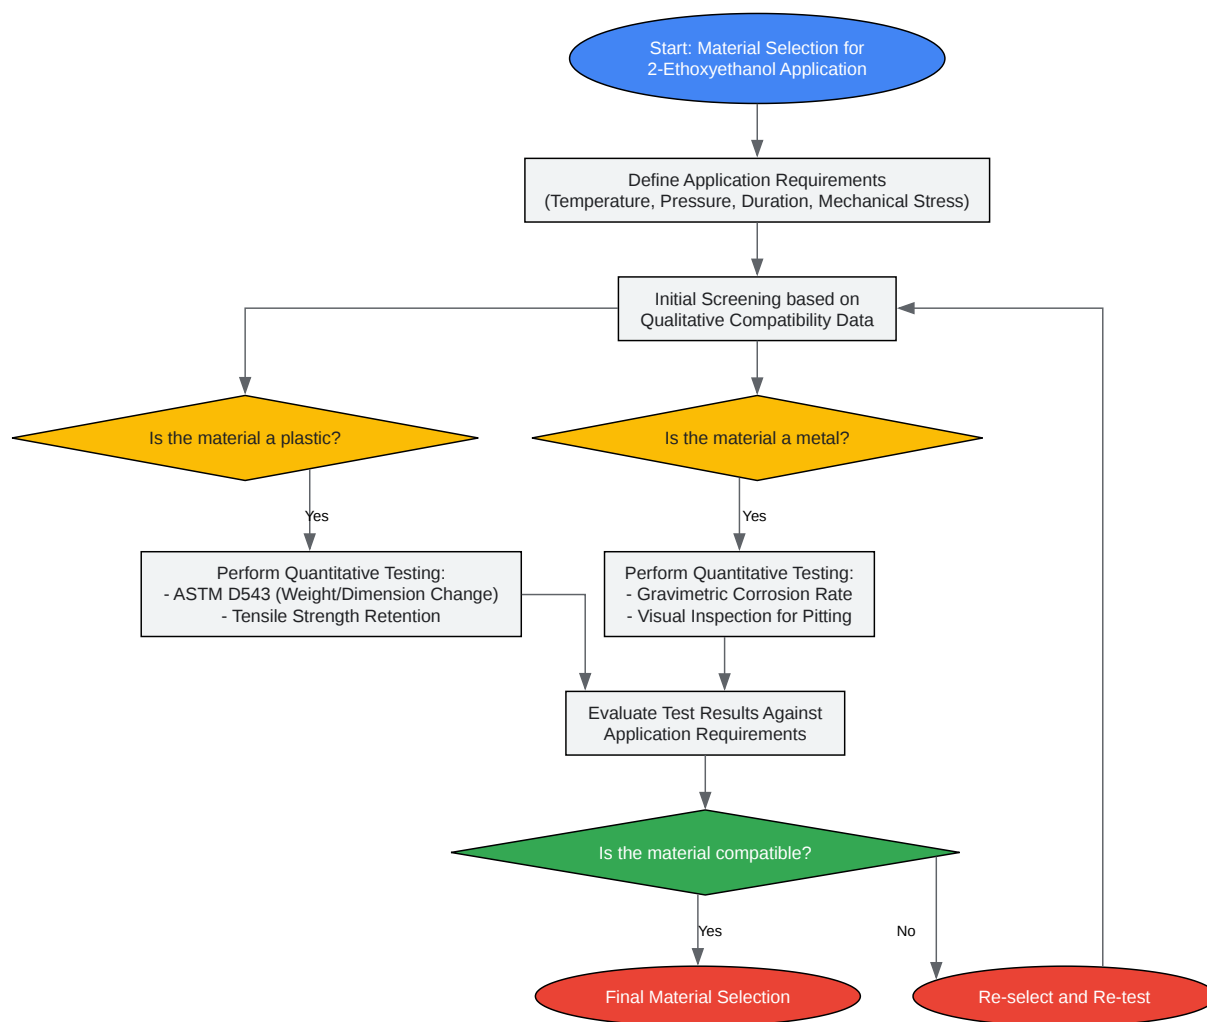 Start: Material Selection for
2-Ethoxyethanol Application
Define Application Requirements
(Temperature, Pressure, Duration, Mechanical Stress)
Initial Screening based on
Qualitative Compatibility Data
Is the material a plastic?
Is the material a metal?
Yes
Yes
Perform Quantitative Testing:
- ASTM D543 (Weight/Dimension Change)
- Tensile Strength Retention
Perform Quantitative Testing:
- Gravimetric Corrosion Rate
- Visual Inspection for Pitting
Evaluate Test Results Against
Application Requirements
Is the material compatible?
Yes
No
Final Material Selection
Re-select and Re-test